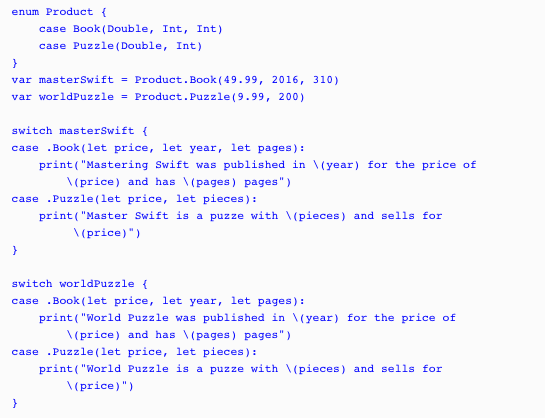 enum Product {
    case Book(Double, Int, Int)
    case Puzzle(Double, Int)
}
var masterSwift = Product.Book(49.99, 2016, 310)
var worldPuzzle = Product.Puzzle(9.99, 200)

switch masterSwift {
case .Book(let price, let year, let pages):
    print("Mastering Swift was published in \(year) for the price of
        \(price) and has \(pages) pages")
case .Puzzle(let price, let pieces):
    print("Master Swift is a puzze with \(pieces) and sells for
         \(price)")
}

switch worldPuzzle {
case .Book(let price, let year, let pages):
    print("World Puzzle was published in \(year) for the price of
        \(price) and has \(pages) pages")
case .Puzzle(let price, let pieces):
    print("World Puzzle is a puzze with \(pieces) and sells for
        \(price)")
}